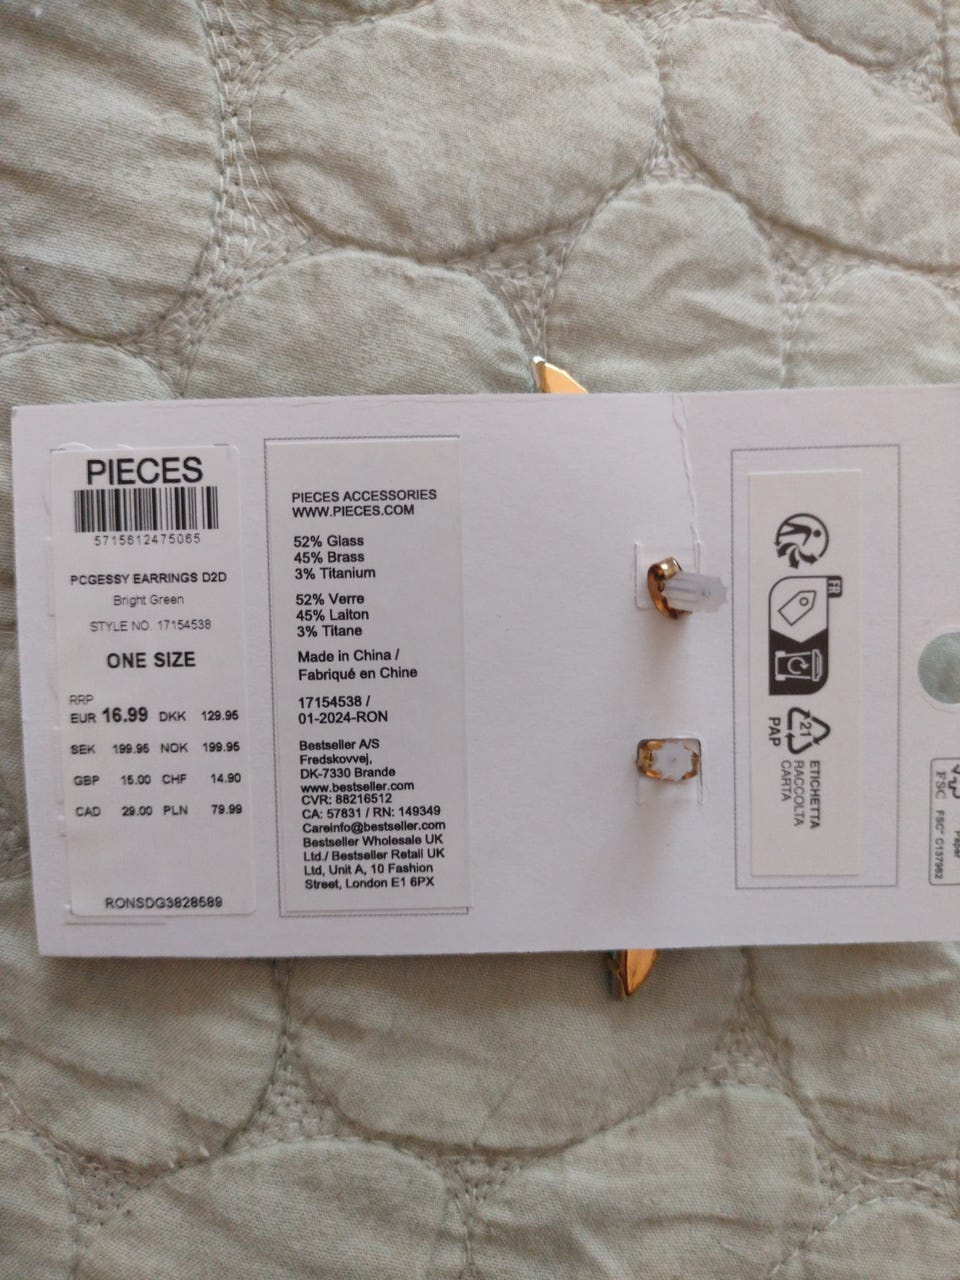 PIECES
5715612475065
PCGESSY EARRINGS D2D
Bright Green
STYLE NO. 17154538
ONE SIZE
RRP
EUR 16.99 DKK 129.95
SEK 199.95 NOK 199.95
GBP 15.00 CHF 14.90
CAD 29.00 PLN 79.99
RONSDG3828589
PIECES ACCESSORIES
WWW.PIECES.COM
52% Glass
45% Brass
3% Titanium
52% Verre
45% Laiton
3% Titane
Made in China /
Fabriqué en Chine
17154538 /
01-2024-RON
Bestseller A/S
Fredskovvej,
DK-7330 Brande
www.bestseller.com
CVR: 88216512
CA: 57831 / RN: 149349
Careinfo@bestseller.com
Bestseller Wholesale UK
Ltd./ Bestseller Retail UK
Ltd, Unit A, 10 Fashion
Street, London E1 6PX
FR
21
PAP
ETICHETTA
RACCOLTA
CARTA
FSC
Paper
FSC™ C137962